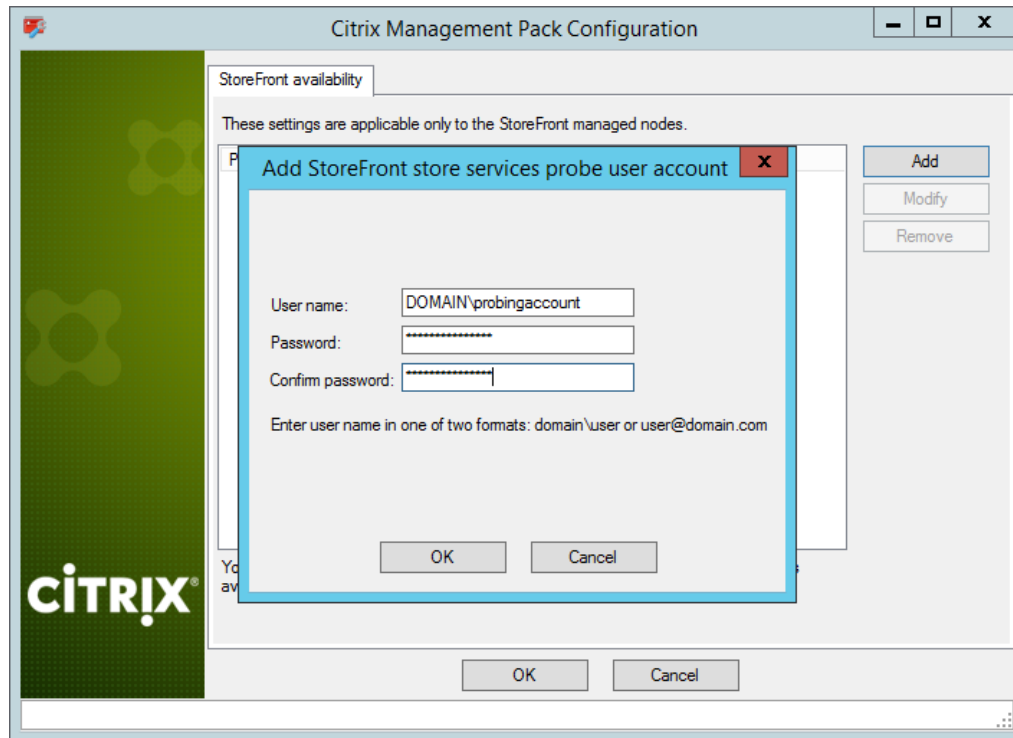 Citrix Management Pack Configuration
StoreFront availability
These settings are applicable only to the StoreFront managed nodes.
Add StoreFront store services probe user account
x
Add
Modify
Remove
User name: DOMAIN\probingaccount
Password: ***************
Confirm password: ***************
Enter user name in one of two formats: domain\user or user@domain.com
OK Cancel
CİTRIX®
OK Cancel